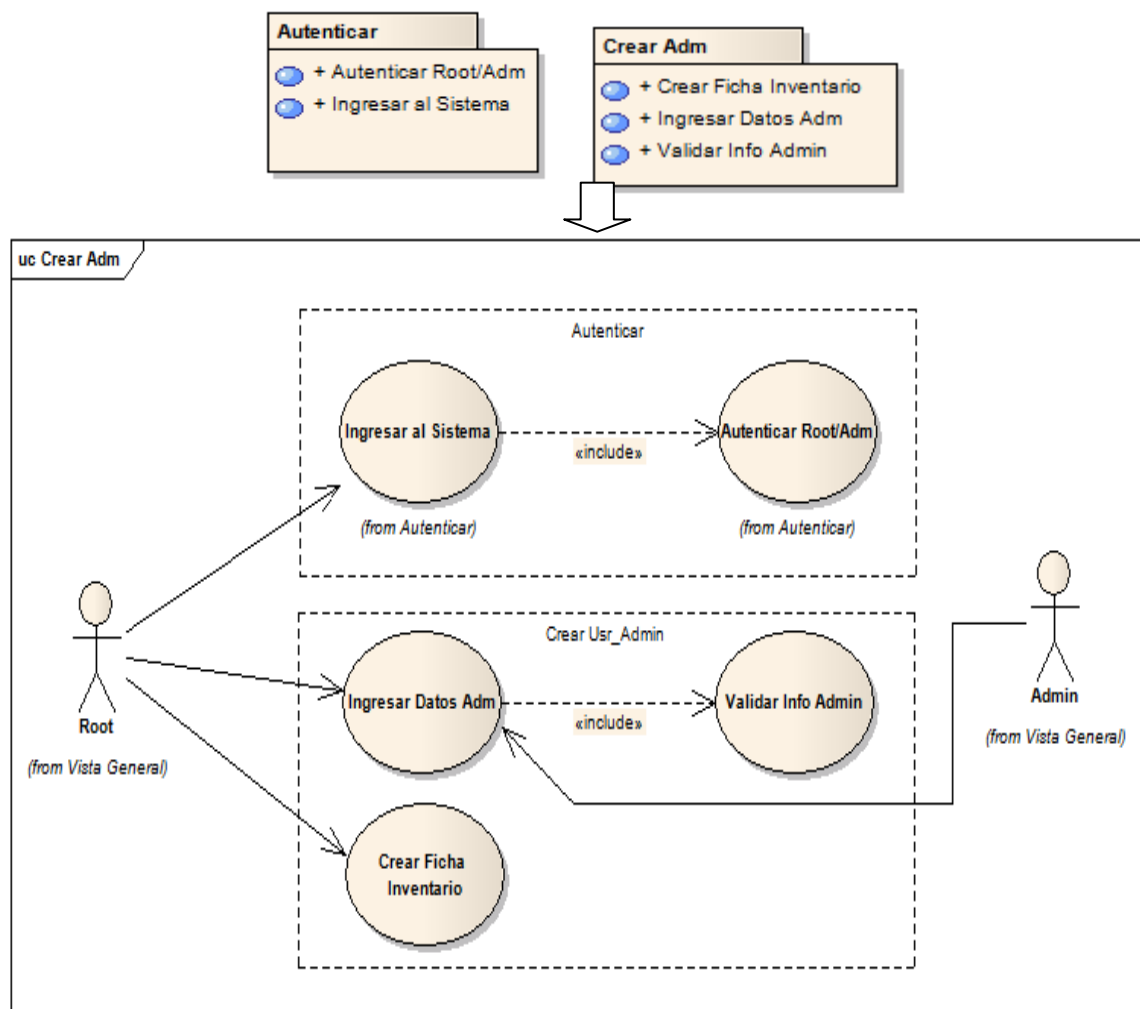 Autenticar
+ Autenticar Root/Adm
+ Ingresar al Sistema
Crear Adm
+ Crear Ficha Inventario
+ Ingresar Datos Adm
+ Validar Info Admin
uc Crear Adm
Autenticar
Ingresar al Sistema
«include»
Autenticar Root/Adm
(from Autenticar)
(from Autenticar)
Root
(from Vista General)
Crear Usr_Admin
Ingresar Datos Adm
«include»
Validar Info Admin
Admin
(from Vista General)
Crear Ficha
Inventario